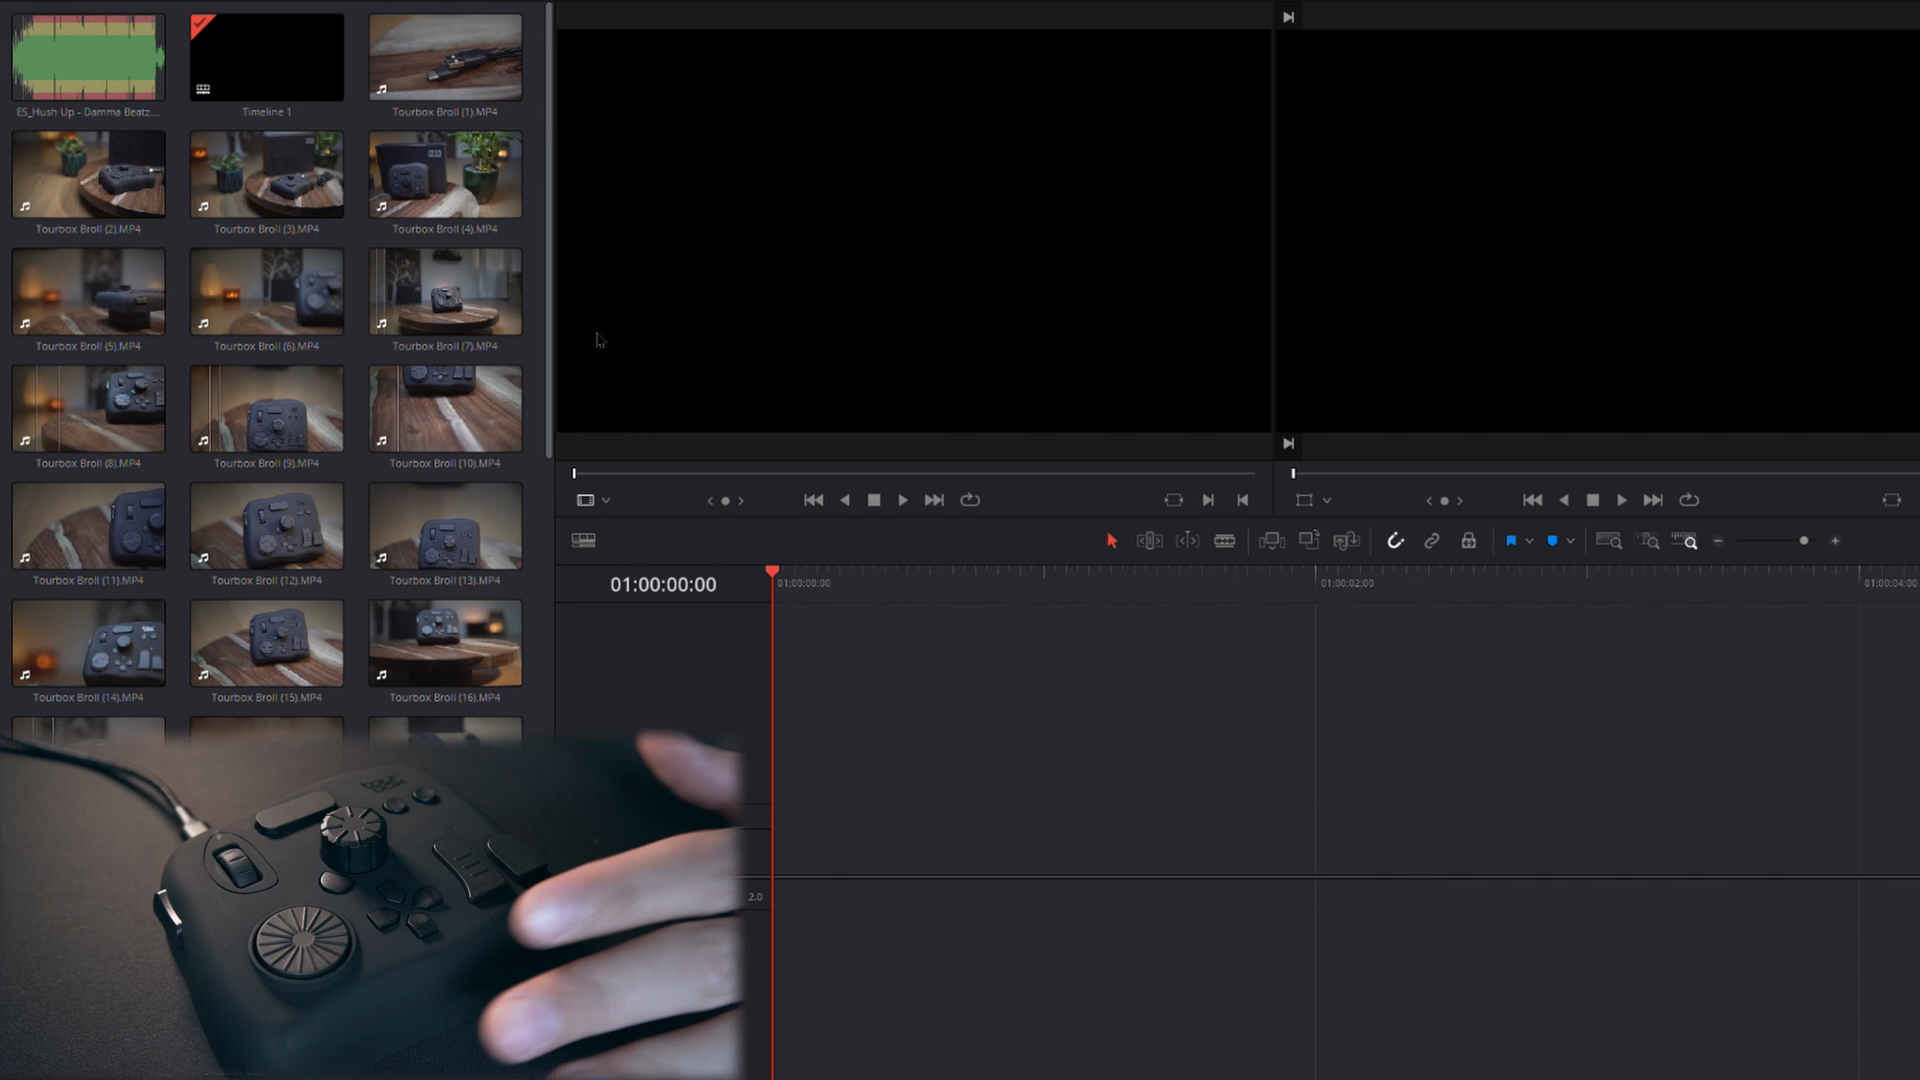 ES_Hush Up - Damma Beatz....
Timeline 1
Tourbox Broll (1).MP4
Tourbox Broll (2).MP4
Tourbox Broll (3).MP4
Tourbox Broll (4).MP4
Tourbox Broll (5).MP4
Tourbox Broll (6).MP4
Tourbox Broll (7).MP4
Tourbox Broll (8).MP4
Tourbox Broll (9).MP4
Tourbox Broll (10).MP4
Tourbox Broll (11).MP4
Tourbox Broll (12).MP4
Tourbox Broll (13).MP4
Tourbox Broll (14).MP4
Tourbox Broll (15).MP4
Tourbox Broll (16).MP4
01:00:00:00
01:00:00:00
01:00:02:00
01:00:04:00
2.0
tour
box